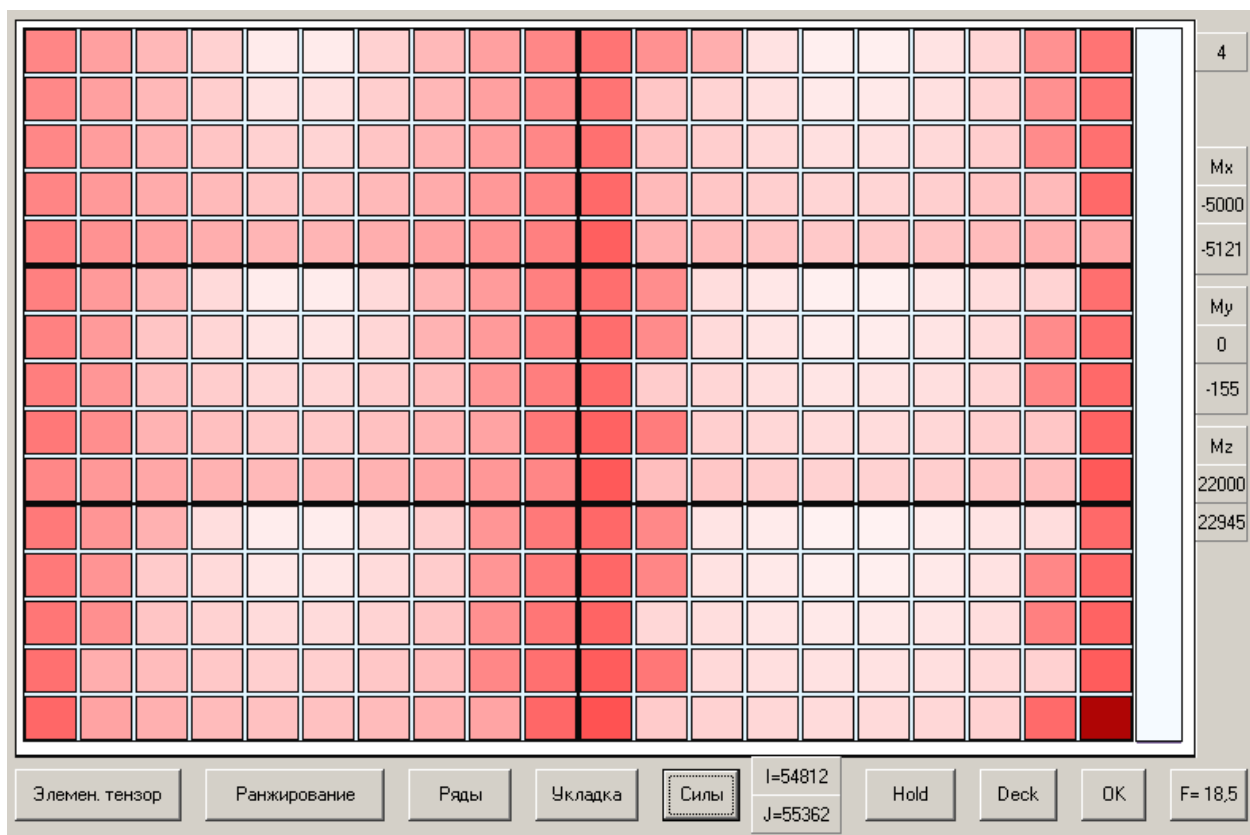 4
Mx
-5000
-5121
My
0
-155
Mz
22000
22945
Элемен. тензор
Ранжирование
Ряды
Укладка
Силы
I=54812
J=55362
Hold
Deck
OK
F= 18,5